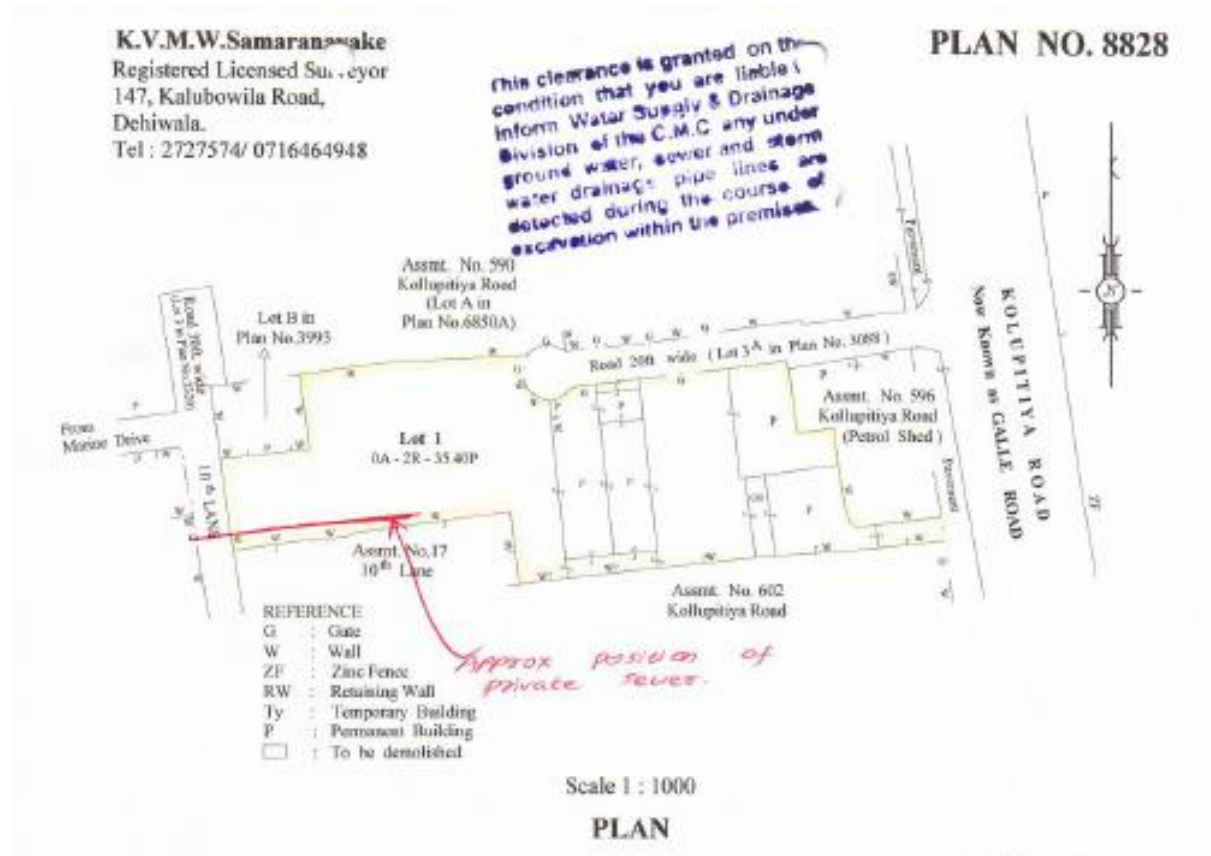 K.V.M.W.Samaranayake
Registered Licensed Surveyor
147, Kalubowila Road,
Dehiwala.
Tel : 2727574/ 0716464948
This clearance is granted on the
condition that you are liable
Inform Water Supply & Drainage
Division of the C.M.C any under
ground water, sewer and storm
water drainage pipe lines are
detected during the course of
excavation within the premises.
PLAN NO. 8828
Assmt. No. 590
Kollupitiya Road
(Lot A in
Plan No.6850A)
Lot B in
Plan No.3993
Road 20ft wide ( Lot 3A in Plan No. 3088 )
Pavement
KOLUPITIYA ROAD
Now Known as GALLE ROAD
From
Marine Drive
10th LANE
Lot 1
0A - 2R - 35.40P
Assmt. No. 596
Kollupitiya Road
(Petrol Shed )
Pavement
ZF
Assmt. No.17
10th Lane
Assmt. No. 602
Kollupitiya Road
Approx position of
private sewer.
REFERENCE
G : Gate
W : Wall
ZF : Zinc Fence
RW : Retaining Wall
Ty : Temporary Building
P : Permanent Building
: To be demolished
Scale 1 : 1000
PLAN